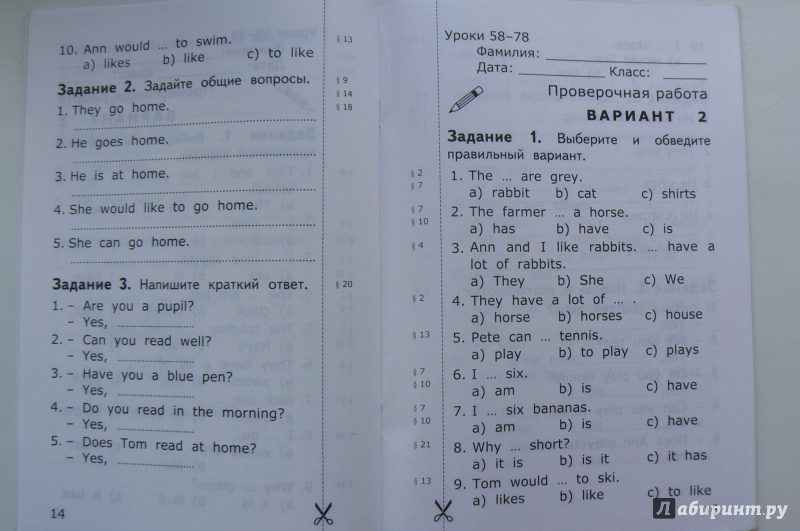 10. Ann would ... to swim.
a) likes b) like c) to like
§ 13
Задание 2. Задайте общие вопросы.
§ 9
§ 14
§ 18
1. They go home.
2. He goes home.
3. He is at home.
4. She would like to go home.
5. She can go home.
Задание 3. Напишите краткий ответ.
§ 20
1. – Are you a pupil?
– Yes,
2. – Can you read well?
– Yes,
3. – Have you a blue pen?
– Yes,
4. – Do you read in the morning?
– Yes,
5. – Does Tom read at home?
– Yes,
14
Уроки 58–78
Фамилия:
Дата: Класс:
Проверочная работа
ВАРИАНТ 2
Задание 1. Выберите и обведите
правильный вариант.
§ 2
§ 7
1. The ... are grey.
a) rabbit b) cat c) shirts
§ 7
§ 10
2. The farmer ... a horse.
a) has b) have c) is
§ 4
3. Ann and I like rabbits. ... have a
lot of rabbits.
a) They b) She c) We
§ 2
4. They have a lot of ... .
a) horse b) horses c) house
§ 13
5. Pete can ... tennis.
a) play b) to play c) plays
§ 7
§ 10
6. I ... six.
a) am b) is c) have
§ 7
§ 10
7. I ... six bananas.
a) am b) is c) have
§ 21
8. Why ... short?
a) it is b) is it c) it has
§ 13
9. Tom would ... to ski.
a) likes b) like c) to like
Лабиринт.ру